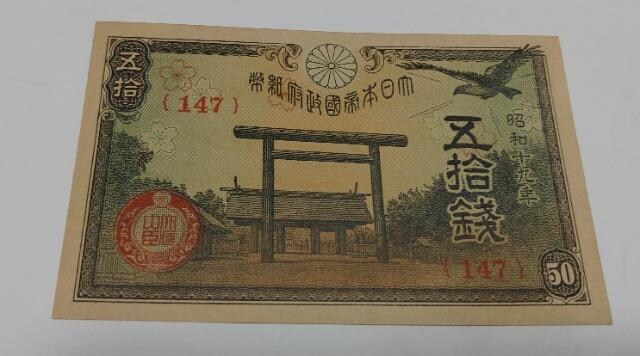 大日本帝國政府紙幣
五拾
{147}
昭和十九年
五拾錢
{147}
50